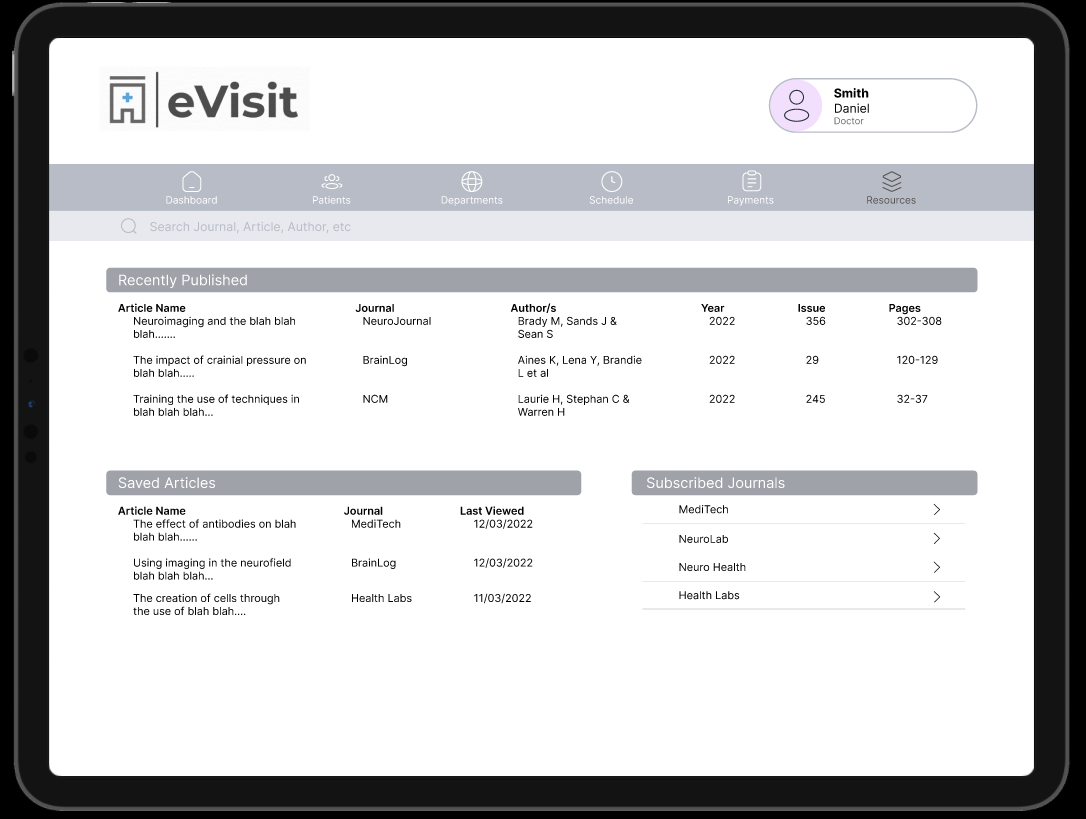 eVisit
Smith
Daniel
Doctor
Dashboard
Patients
Departments
Schedule
Payments
Resources
Search Journal, Article, Author, etc
Recently Published
Article Name Journal Author/s Year Issue Pages
Neuroimaging and the blah blah NeuroJournal Brady M, Sands J & 2022 356 302-308
blah....... Sean S
The impact of crainial pressure on BrainLog Aines K, Lena Y, Brandie 2022 29 120-129
blah blah..... L et al
Training the use of techniques in NCM Laurie H, Stephan C & 2022 245 32-37
blah blah blah... Warren H
Saved Articles
Article Name Journal Last Viewed
The effect of antibodies on blah MediTech 12/03/2022
blah blah......
Using imaging in the neurofield BrainLog 12/03/2022
blah blah blah...
The creation of cells through Health Labs 11/03/2022
the use of blah blah....
Subscribed Journals
MediTech
NeuroLab
Neuro Health
Health Labs